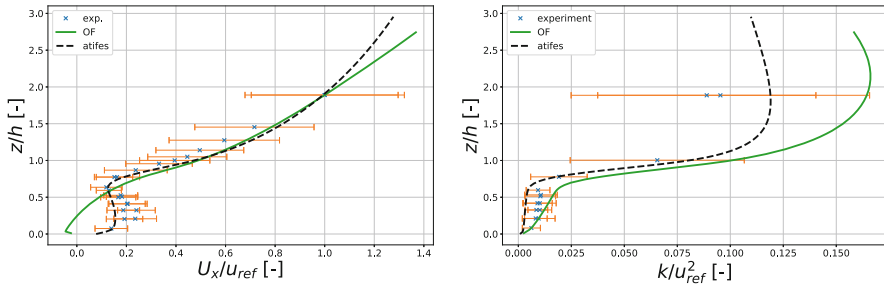 3.0
2.5
2.0
1.5
1.0
0.5
0.0
z/h [-]
exp.
OF
atifes
0.0 0.2 0.4 0.6 0.8 1.0 1.2 1.4
U_x/u_ref [-]
3.0
2.5
2.0
1.5
1.0
0.5
0.0
z/h [-]
experiment
OF
atifes
0.000 0.025 0.050 0.075 0.100 0.125 0.150
k/u²_ref [-]